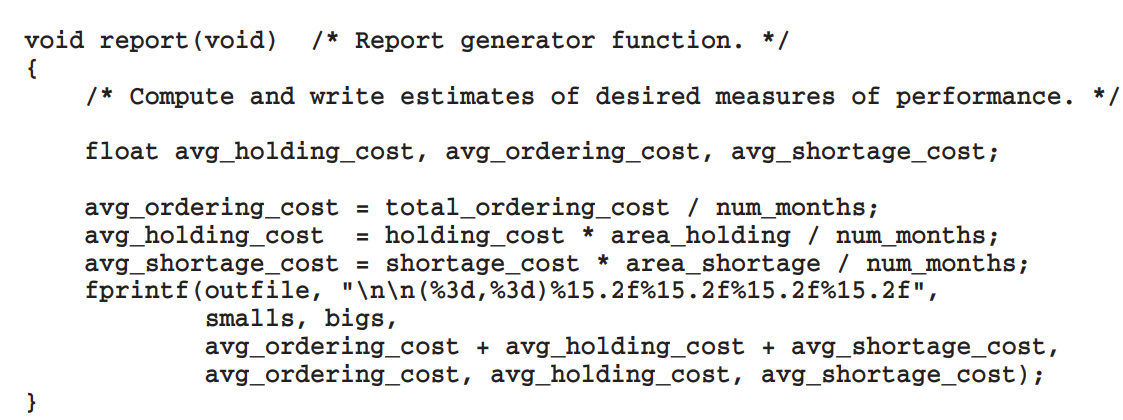 void report(void)  /* Report generator function. */
{
    /* Compute and write estimates of desired measures of performance. */

    float avg_holding_cost, avg_ordering_cost, avg_shortage_cost;

    avg_ordering_cost = total_ordering_cost / num_months;
    avg_holding_cost  = holding_cost * area_holding / num_months;
    avg_shortage_cost = shortage_cost * area_shortage / num_months;
    fprintf(outfile, "\n\n(%3d,%3d)%15.2f%15.2f%15.2f%15.2f",
            smalls, bigs,
            avg_ordering_cost + avg_holding_cost + avg_shortage_cost,
            avg_ordering_cost, avg_holding_cost, avg_shortage_cost);
}